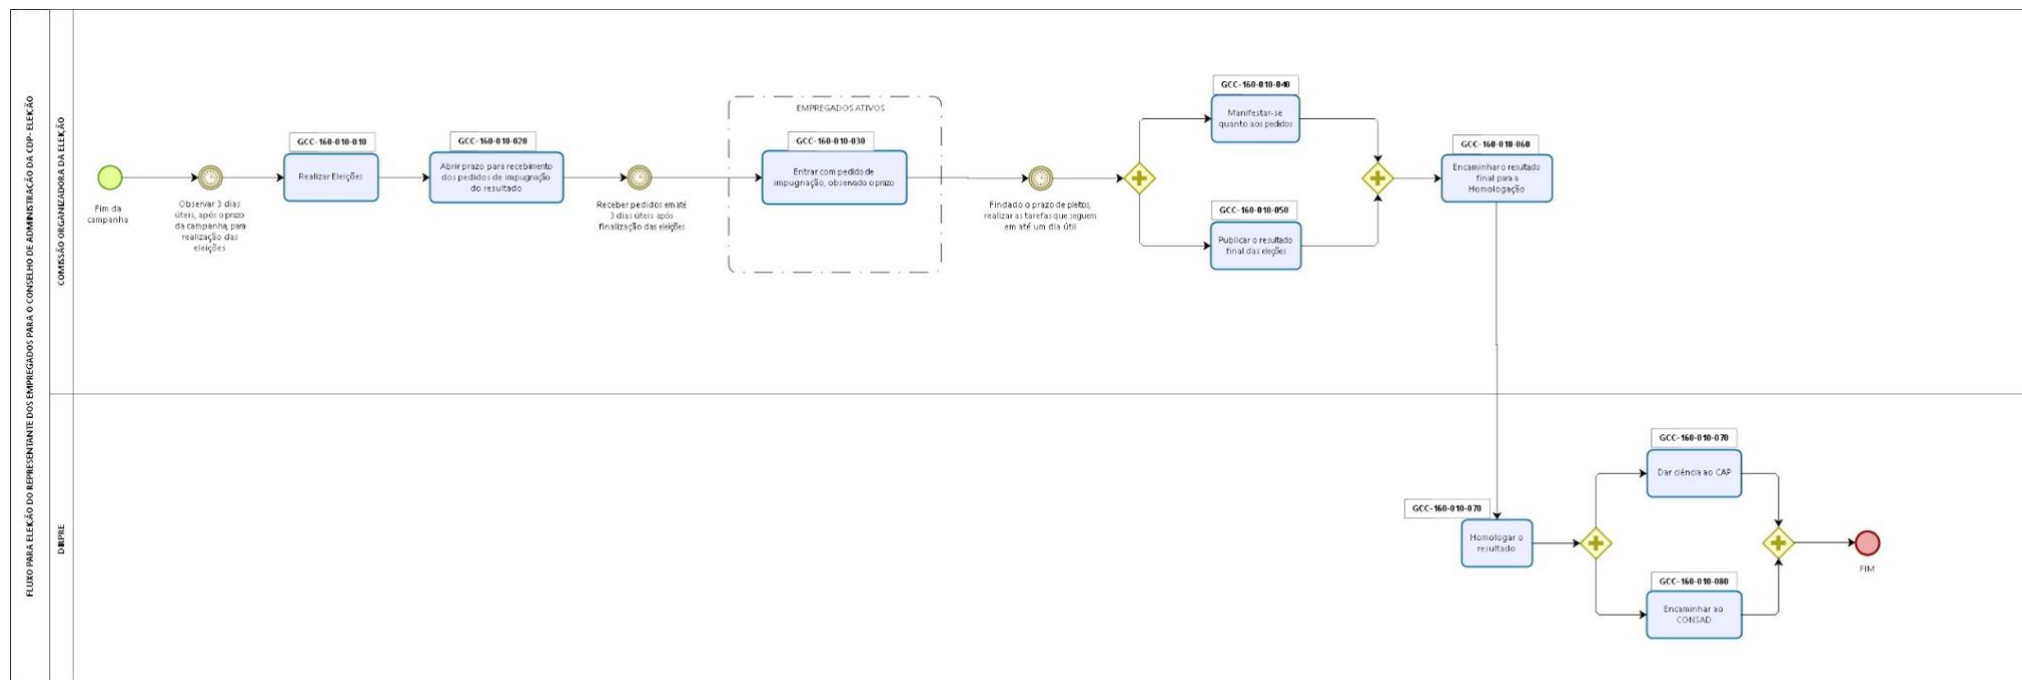 FLUXO PARA ELEIÇÃO DO REPRESENTANTE DOS EMPREGADOS PARA O CONSELHO DE ADMINISTRAÇÃO DA CDP- ELEIÇÃO
COMISSÃO ORGANIZADORA DA ELEIÇÃO
Fim da
campanha
Observar 3 dias
úteis, após o prazo
da campanha, para
realização das
eleições
GCC-160-010-010
Realizar Eleições
GCC-160-010-020
Abrir prazo para recebimento
dos pedidos de impugnação
do resultado
Receber pedidos em até
3 dias úteis após
finalização das eleições
EMPREGADOS ATIVOS
GCC-160-010-030
Entrar com pedido de
impugnação, observado o prazo
Findado o prazo de pleitos,
realizar as tarefas que seguem
em até um dia útil
GCC-160-010-040
Manifestar-se
quanto aos pedidos
GCC-160-010-050
Publicar o resultado
final das eleções
GCC-160-010-060
Encaminhar o resultado
final para a
Homologação
DIRPRE
GCC-160-010-070
Homologar o
resultado
GCC-160-010-070
Dar ciência ao CAP
GCC-160-010-080
Encaminhar ao
CONSAD
FIM